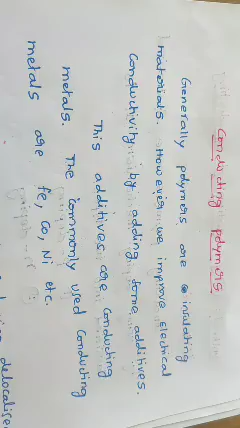 Conducting polymers
Generally polymers are insulating
materials. However we improve electrical
conductivity by adding some additives.
This additives are conducting
metals. The commonly used conducting
metals are fe, Co, Ni etc.
delocalise